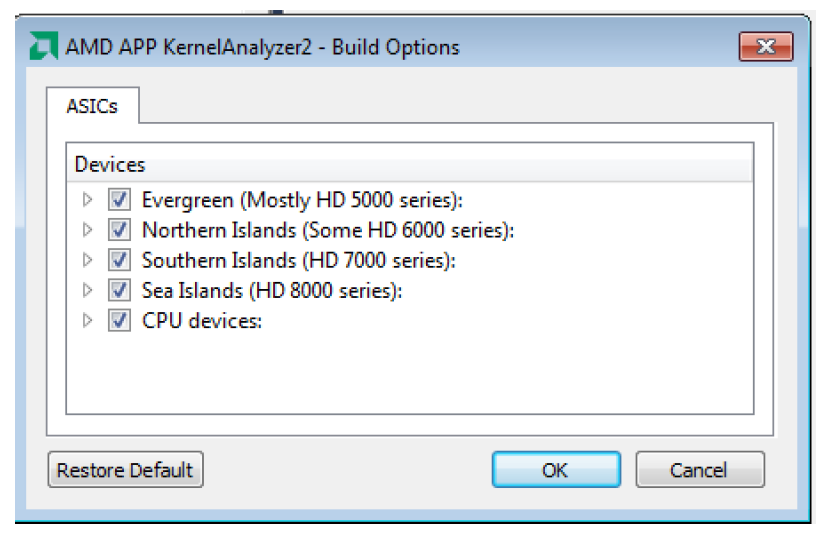 AMD APP KernelAnalyzer2 - Build Options
ASICs
Devices
Evergreen (Mostly HD 5000 series):
Northern Islands (Some HD 6000 series):
Southern Islands (HD 7000 series):
Sea Islands (HD 8000 series):
CPU devices:
Restore Default
OK
Cancel